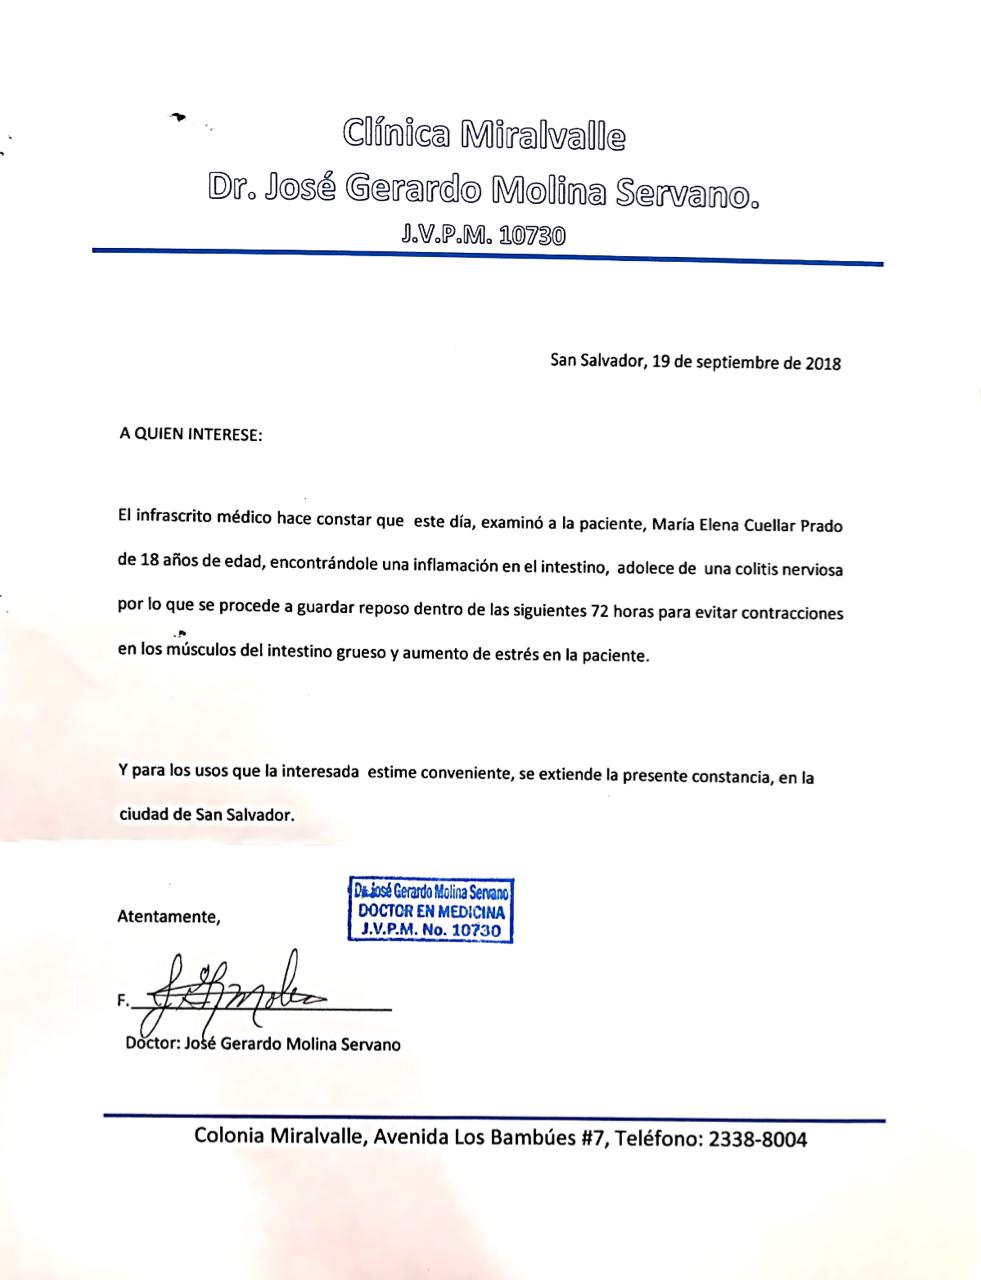 Clínica Miralvalle
Dr. José Gerardo Molina Servano.
J.V.P.M. 10730
San Salvador, 19 de septiembre de 2018
A QUIEN INTERESE:
El infrascrito médico hace constar que este día, examinó a la paciente, María Elena Cuellar Prado
de 18 años de edad, encontrándole una inflamación en el intestino, adolece de una colitis nerviosa
por lo que se procede a guardar reposo dentro de las siguientes 72 horas para evitar contracciones
en los músculos del intestino grueso y aumento de estrés en la paciente.
Y para los usos que la interesada estime conveniente, se extiende la presente constancia, en la
ciudad de San Salvador.
Dr. José Gerardo Molina Servano
DOCTOR EN MEDICINA
J.V.P.M. No. 10730
Atentamente,
F.
Doctor: José Gerardo Molina Servano
Colonia Miralvalle, Avenida Los Bambúes #7, Teléfono: 2338-8004